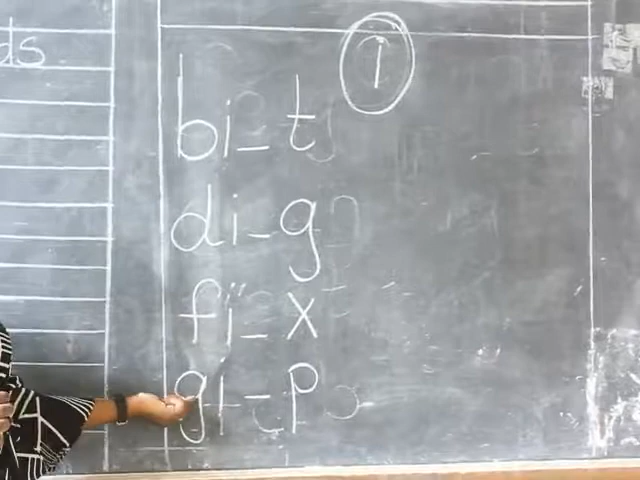 ds
1
bi-t
di-g
fi-x
gi-p